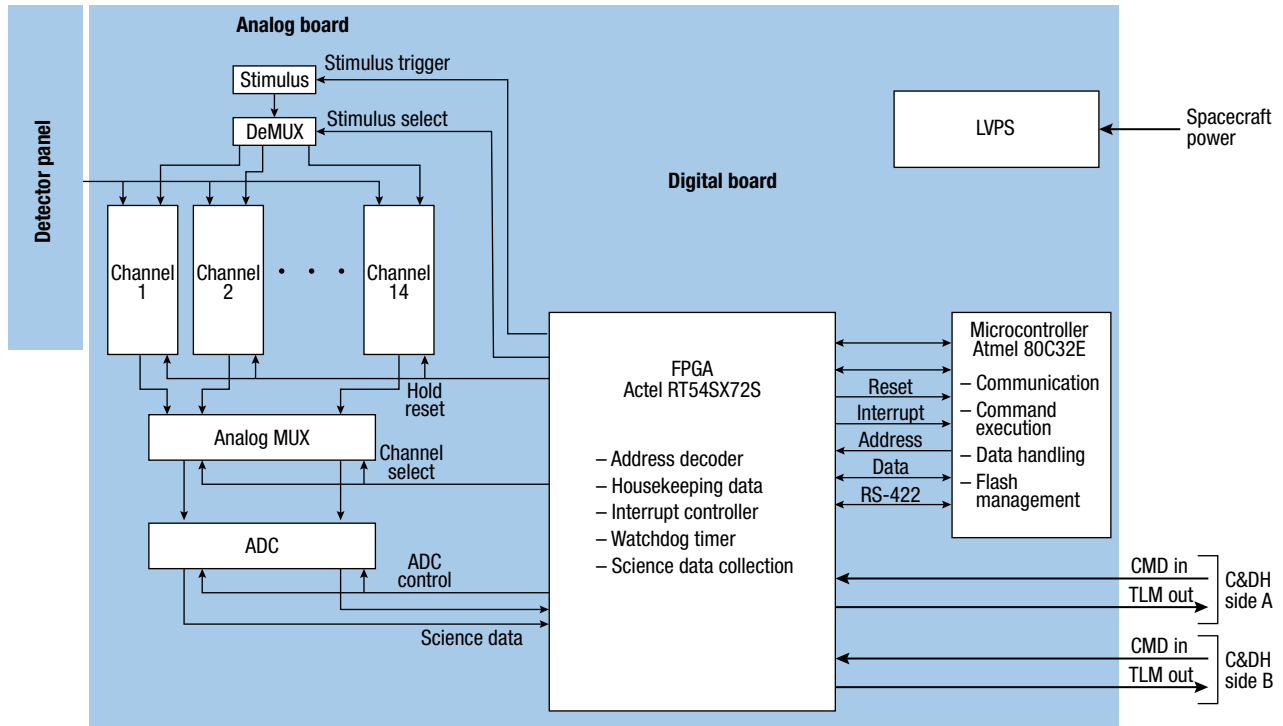 Analog board
Stimulus trigger
Stimulus
Stimulus select
DeMUX
Detector panel
Channel
1
Channel
2
• • •
Channel
14
Hold
reset
Analog MUX
Channel
select
ADC
ADC
control
Science data
Digital board
LVPS
Spacecraft
power
FPGA
Actel RT54SX72S
– Address decoder
– Housekeeping data
– Interrupt controller
– Watchdog timer
– Science data collection
Reset
Interrupt
Address
Data
RS-422
Microcontroller
Atmel 80C32E
– Communication
– Command
execution
– Data handling
– Flash
management
CMD in
TLM out
C&DH
side A
CMD in
TLM out
C&DH
side B